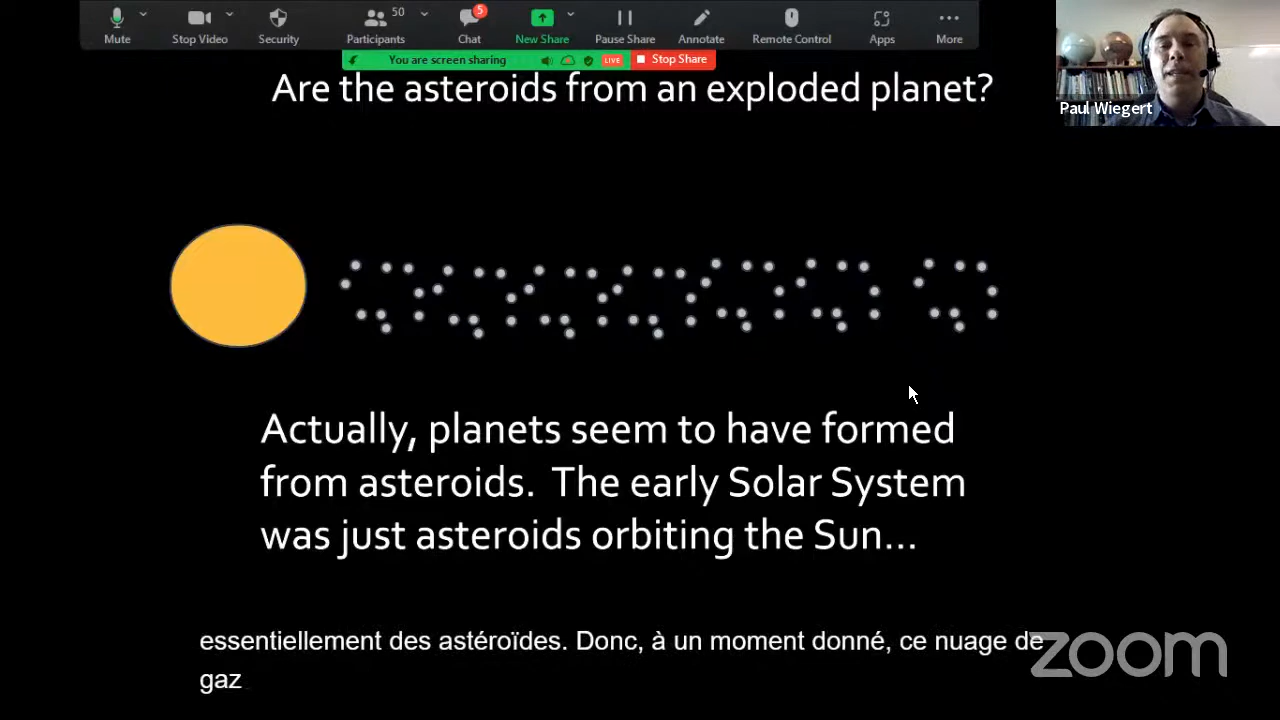 50
5
Mute
Stop Video
Security
Participants
Chat
New Share
Pause Share
Annotate
Remote Control
Apps
More
You are screen sharing
LIVE
Stop Share
Are the asteroids from an exploded planet?
Paul Wiegert
Actually, planets seem to have formed
from asteroids. The early Solar System
was just asteroids orbiting the Sun...
essentiellement des astéroïdes. Donc, à un moment donné, ce nuage de
gaz
zoom